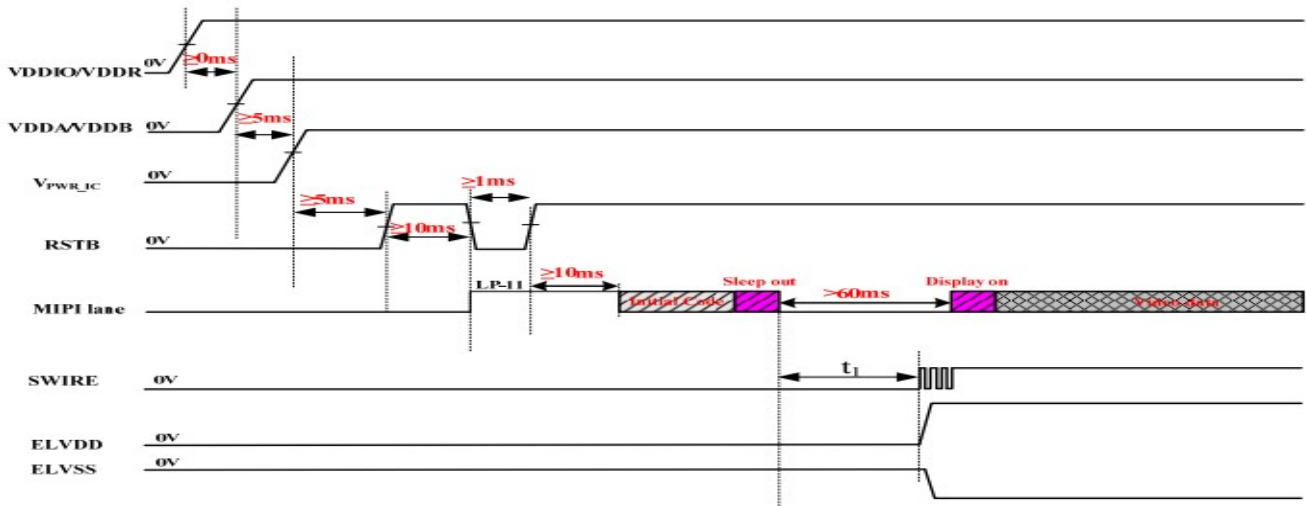 VDDIO/VDDR 0V ≥0ms
VDDA/VDDB 0V ≥5ms
VPWR_IC 0V ≥1ms
≥5ms
RSTB 0V ≥10ms
LP-11 ≥10ms Sleep out Display on
MIPI lane Initial Code >60ms Video data
SWIRE 0V t1
ELVDD 0V
ELVSS 0V